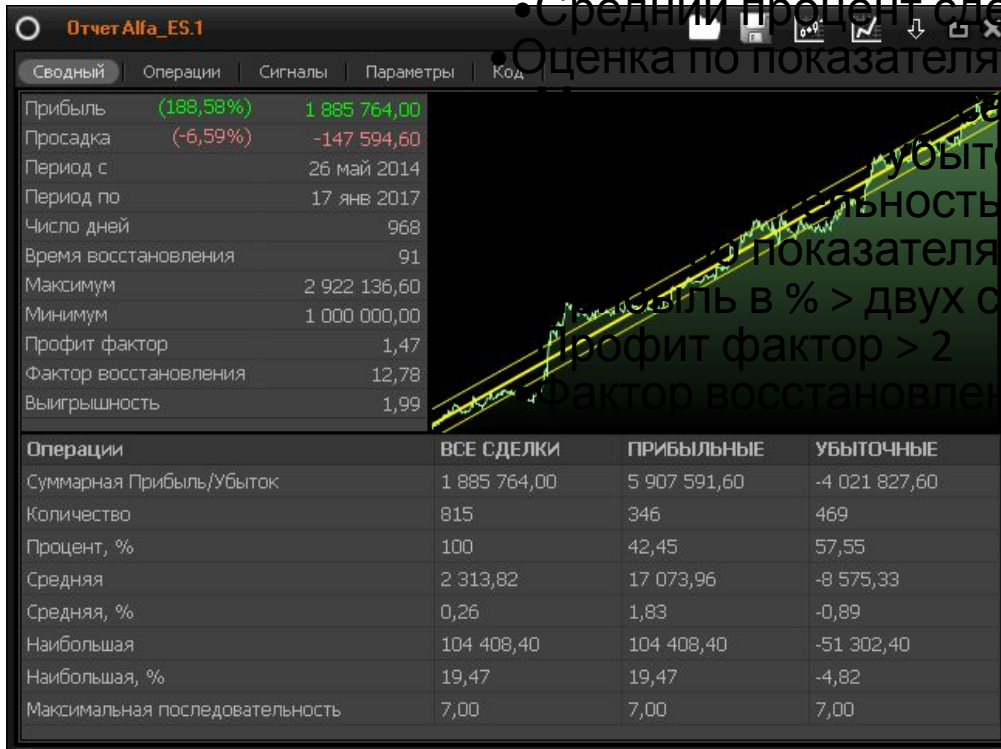 Отчет Alfa_ES.1
•Средний процент
•Оценка по
Сводный Операции Сигналы Параметры Код
Прибыль (188,58%) 1 885 764,00
Просадка (-6,59%) -147 594,60
Период с 26 май 2014
Период по 17 янв 2017
Число дней 968
Время восстановления 91
Максимум 2 922 136,60
Минимум 1 000 000,00
Профит фактор 1,47
Фактор восстановления 12,78
Выигрышность 1,99
в % > двух
Профит фактор > 2
•Фактор
Операции ВСЕ СДЕЛКИ ПРИБЫЛЬНЫЕ УБЫТОЧНЫЕ
Суммарная Прибыль/Убыток 1 885 764,00 5 907 591,60 -4 021 827,60
Количество 815 346 469
Процент, % 100 42,45 57,55
Средняя 2 313,82 17 073,96 -8 575,33
Средняя, % 0,26 1,83 -0,89
Наибольшая 104 408,40 104 408,40 -51 302,40
Наибольшая, % 19,47 19,47 -4,82
Максимальная последовательность 7,00 7,00 7,00